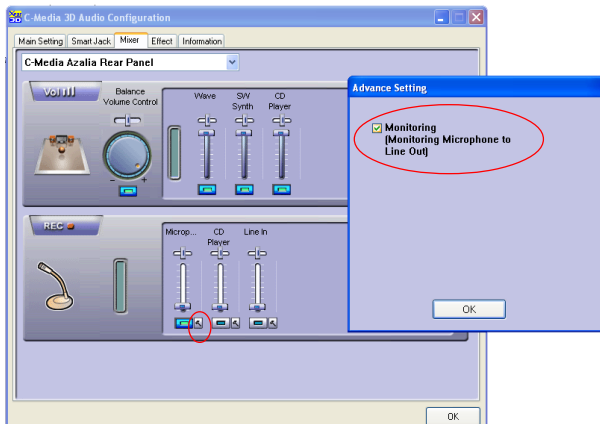 C-Media 3D Audio Configuration
Main Setting Smart Jack Mixer Effect Information
C-Media Azalia Rear Panel
Vol
Balance
Volume Control
Wave
SW
Synth
CD
Player
- +
REC
Microp...
CD
Player
Line In
OK
Advance Setting
Monitoring
(Monitoring Microphone to
Line Out)
OK